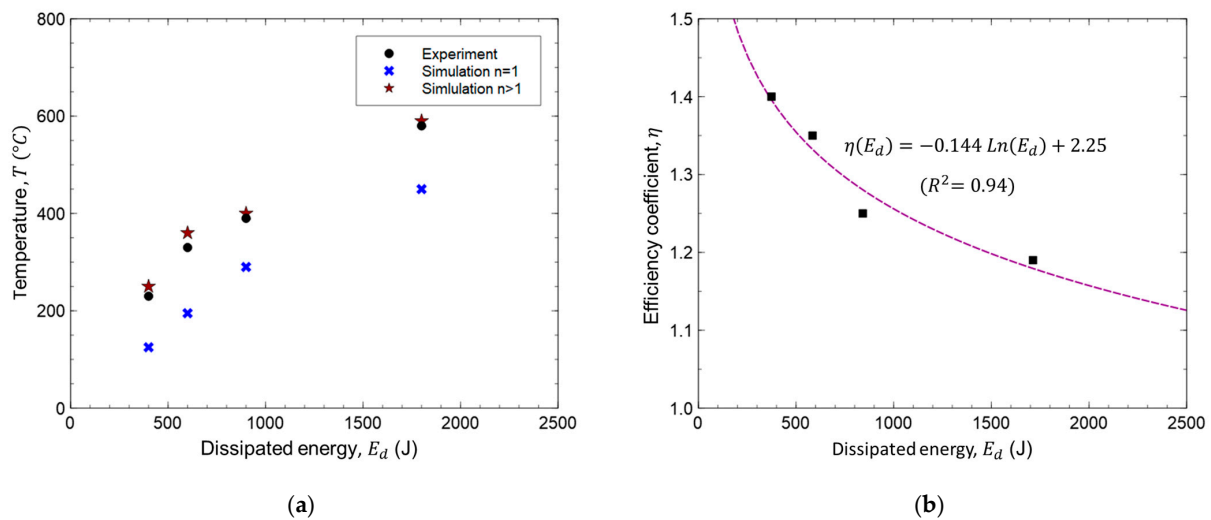 800
600
400
200
0
0
500
1000
1500
2000
2500
Temperature, T (°C)
Dissipated energy, E_d (J)
Experiment
Simulation n=1
Simlulation n>1
(a)
1.5
1.4
1.3
1.2
1.1
1.0
0
500
1000
1500
2000
2500
Efficiency coefficient, η
Dissipated energy, E_d (J)
η(E_d) = −0.144 Ln(E_d) + 2.25
(R²= 0.94)
(b)